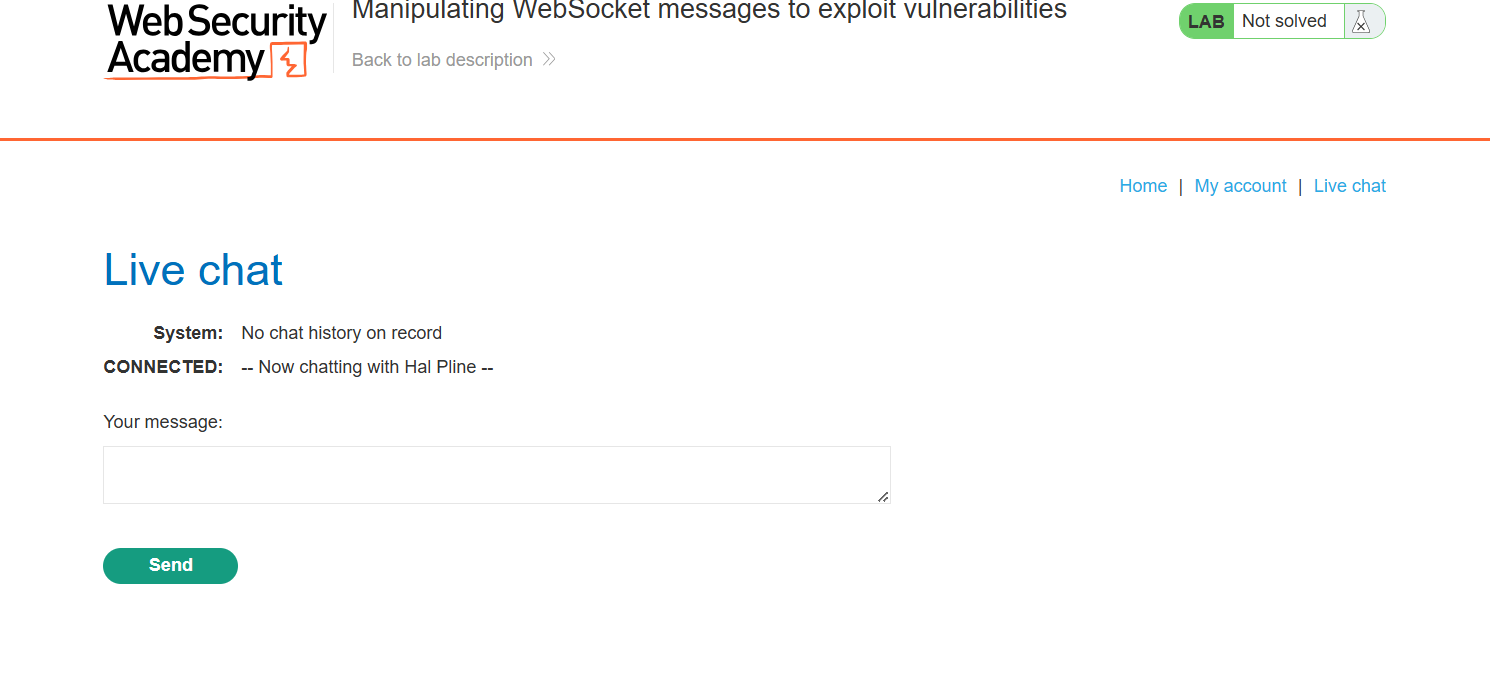 Web Security
Academy
Manipulating WebSocket messages to exploit vulnerabilities
Back to lab description
LAB Not solved
Home | My account | Live chat
Live chat
System: No chat history on record
CONNECTED: -- Now chatting with Hal Pline --
Your message:
Send